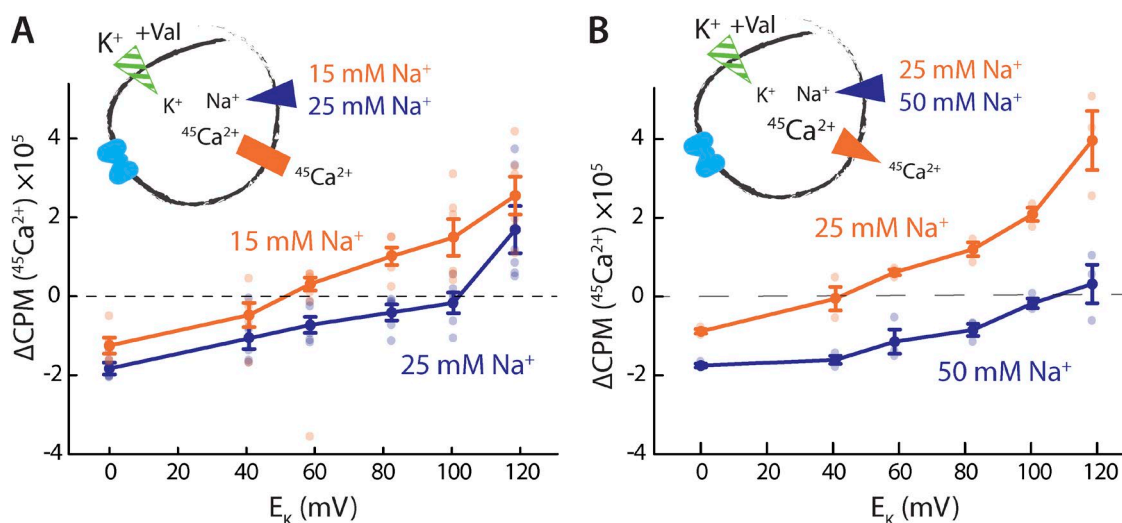 A
K⁺ +Val
K⁺
Na⁺
15 mM Na⁺
25 mM Na⁺
⁴⁵Ca²⁺
⁴⁵Ca²⁺
ΔCPM (⁴⁵Ca²⁺) ×10⁵
4
2
0
-2
-4
15 mM Na⁺
25 mM Na⁺
0 20 40 60 80 100 120
E_K (mV)
B
K⁺ +Val
K⁺
Na⁺
25 mM Na⁺
50 mM Na⁺
⁴⁵Ca²⁺
⁴⁵Ca²⁺
ΔCPM (⁴⁵Ca²⁺) ×10⁵
4
2
0
-2
-4
25 mM Na⁺
50 mM Na⁺
0 20 40 60 80 100 120
E_K (mV)